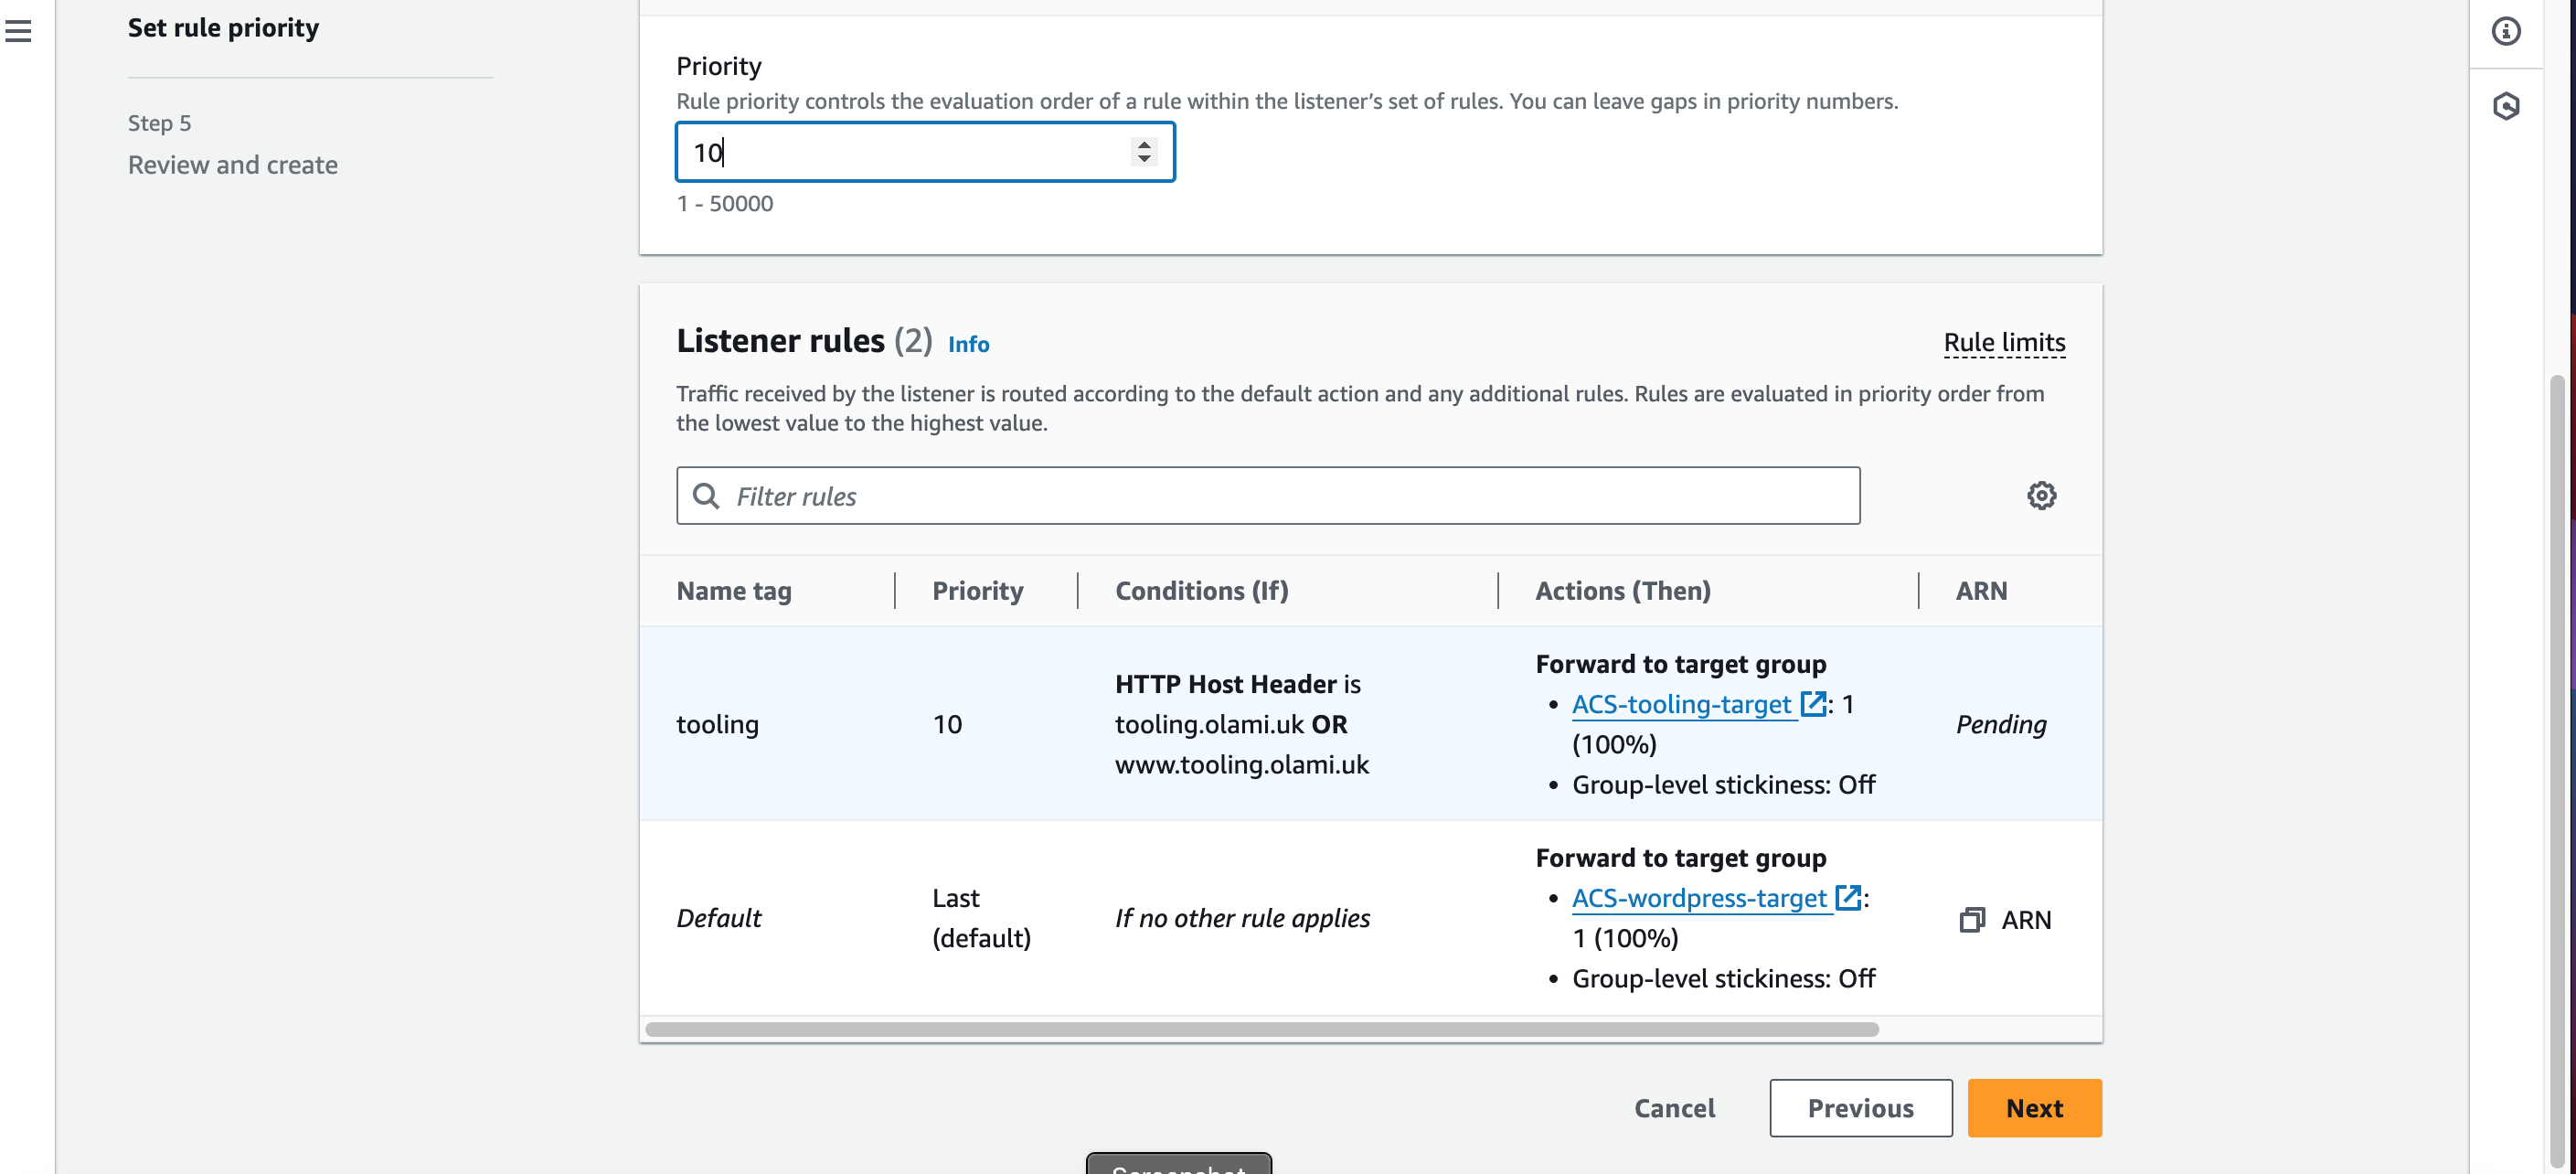 Set rule priority
Step 5
Review and create
Priority
Rule priority controls the evaluation order of a rule within the listener's set of rules. You can leave gaps in priority numbers.
10
1 - 50000
Listener rules (2) Info
Rule limits
Traffic received by the listener is routed according to the default action and any additional rules. Rules are evaluated in priority order from
the lowest value to the highest value.
Filter rules
Name tag Priority Conditions (If) Actions (Then) ARN
tooling
10
HTTP Host Header is
tooling.olami.uk OR
www.tooling.olami.uk
Forward to target group
• ACS-tooling-target : 1
(100%)
• Group-level stickiness: Off
Pending
Default
Last
(default)
If no other rule applies
Forward to target group
• ACS-wordpress-target :
1 (100%)
• Group-level stickiness: Off
ARN
Cancel Previous Next